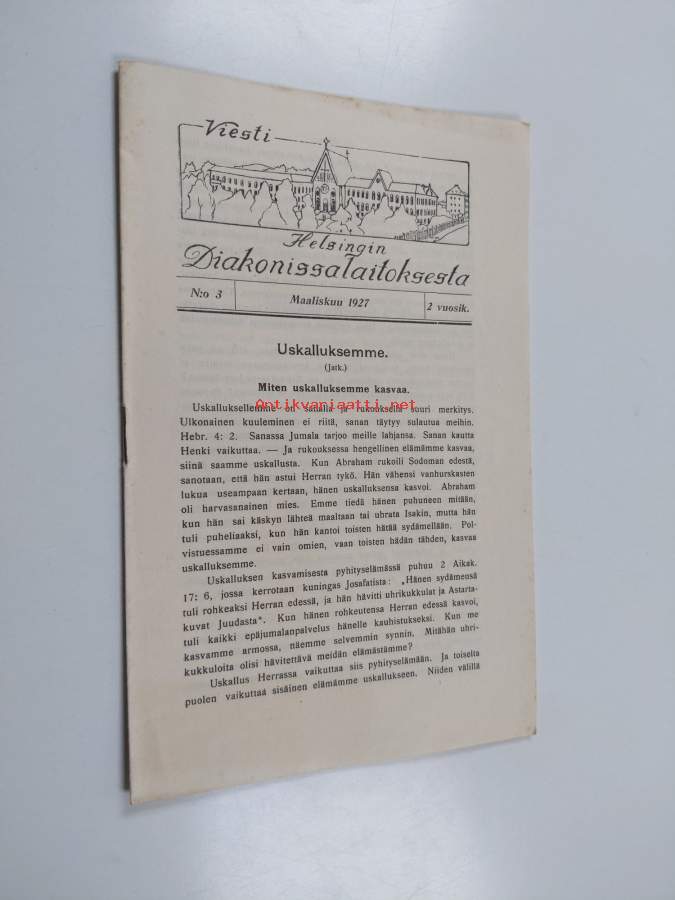 Viesti
Helsingin
Diakonissalaitoksesta
N:o 3
Maaliskuu 1927
2 vuosik.
Uskalluksemme.
(Jatk.)
Miten uskalluksemme kasvaa.
Antikvariaatti.net
Uskalluksellemme on sanalla ja rukouksella suuri merkitys.
Ulkonainen kuuleminen ei riitä, sanan täytyy sulautua meihin.
Hebr. 4: 2. Sanassa Jumala tarjoo meille lahjansa. Sanan kautta
Henki vaikuttaa. — Ja rukouksessa hengellinen elämämme kasvaa,
siinä saamme uskallusta. Kun Abraham rukoili Sodoman edestä,
sanotaan, että hän astui Herran tykö. Hän vähensi vanhurskasten
lukua useampaan kertaan, hänen uskalluksensa kasvoi. Abraham
oli harvasanainen mies. Emme tiedä hänen puhuneen mitään,
kun hän sai käskyn lähteä maaltaan tai uhrata Isakin, mutta hän
tuli puheliaaksi, kun hän kantoi toisten hätää sydämellään. Pol-
vistuessamme ei vain omien, vaan toisten hädän tähden, kasvaa
uskalluksemme.
Uskalluksen kasvamisesta pyhityselämässä puhuu 2 Aikak.
17: 6, jossa kerrotaan kuningas Josafatista: „Hänen sydämensä
tuli rohkeaksi Herran edessä, ja hän hävitti uhrikukkulat ja Astarta-
kuvat Juudasta“. Kun hänen rohkeutensa Herran edessä kasvoi,
tuli kaikki epäjumalanpalvelus hänelle kauhistukseksi. Kun me
kasvamme armossa, näemme selvemmin synnin. Mitähän uhri-
kukkuloita olisi hävitettävä meidän elämästämme?
Uskallus Herrassa vaikuttaa siis pyhityselämään. Ja toiselta
puolen vaikuttaa sisäinen elämämme uskallukseen. Niiden välillä